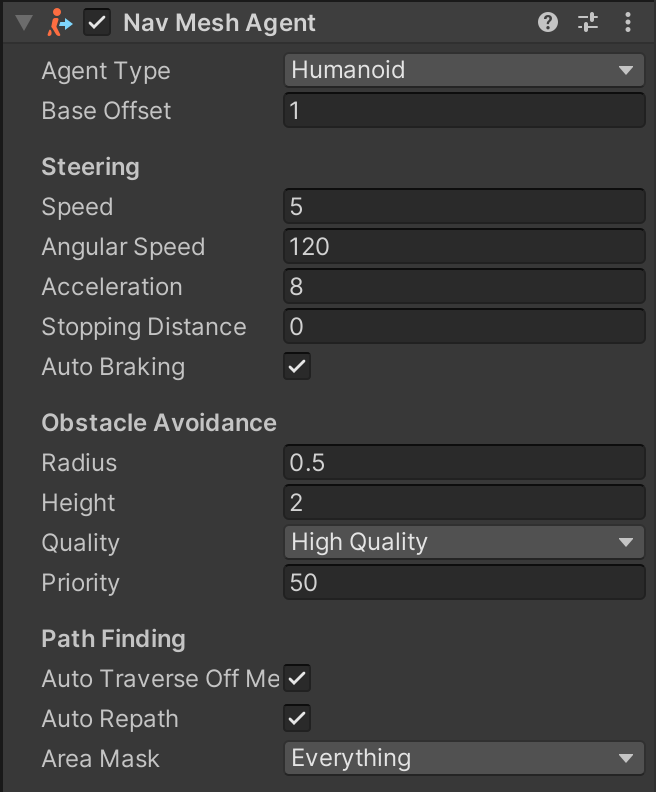 Nav Mesh Agent
Agent Type Humanoid
Base Offset 1
Steering
Speed 5
Angular Speed 120
Acceleration 8
Stopping Distance 0
Auto Braking
Obstacle Avoidance
Radius 0.5
Height 2
Quality High Quality
Priority 50
Path Finding
Auto Traverse Off Me
Auto Repath
Area Mask Everything